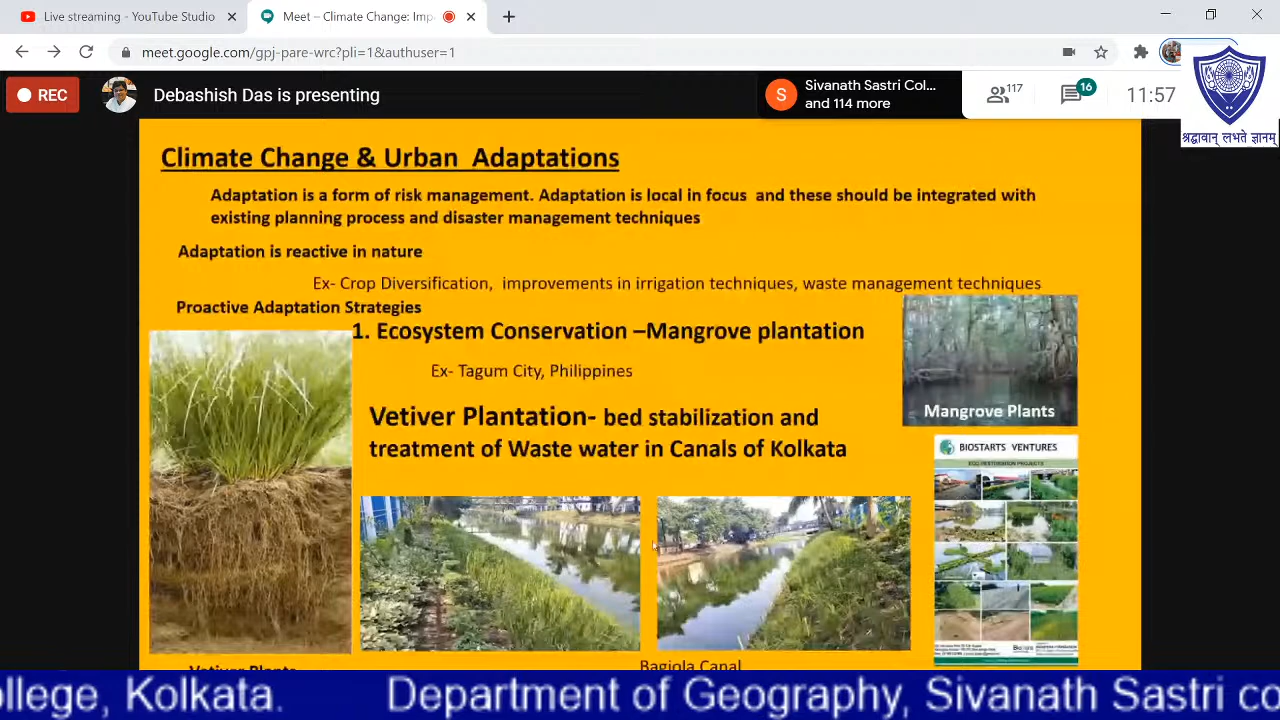 Live streaming - YouTube Studio
Meet – Climate Change: Imp
meet.google.com/gpj-pare-wrc?pli=1&authuser=1
REC
Debashish Das is presenting
S
Sivanath Sastri Col...
and 114 more
117
16
11:57
श्रद्धावान् लभते ज्ञानम्
Climate Change & Urban Adaptations
Adaptation is a form of risk management. Adaptation is local in focus and these should be integrated with
existing planning process and disaster management techniques
Adaptation is reactive in nature
Ex- Crop Diversification, improvements in irrigation techniques, waste management techniques
Proactive Adaptation Strategies
1. Ecosystem Conservation –Mangrove plantation
Ex- Tagum City, Philippines
Mangrove Plants
Vetiver Plantation- bed stabilization and
treatment of Waste water in Canals of Kolkata
BIOSTARTS VENTURES
ECO RESTORATION PROJECTS
Vetiver Plants
Bagjola Canal
ollege, Kolkata. Department of Geography, Sivanath Sastri co